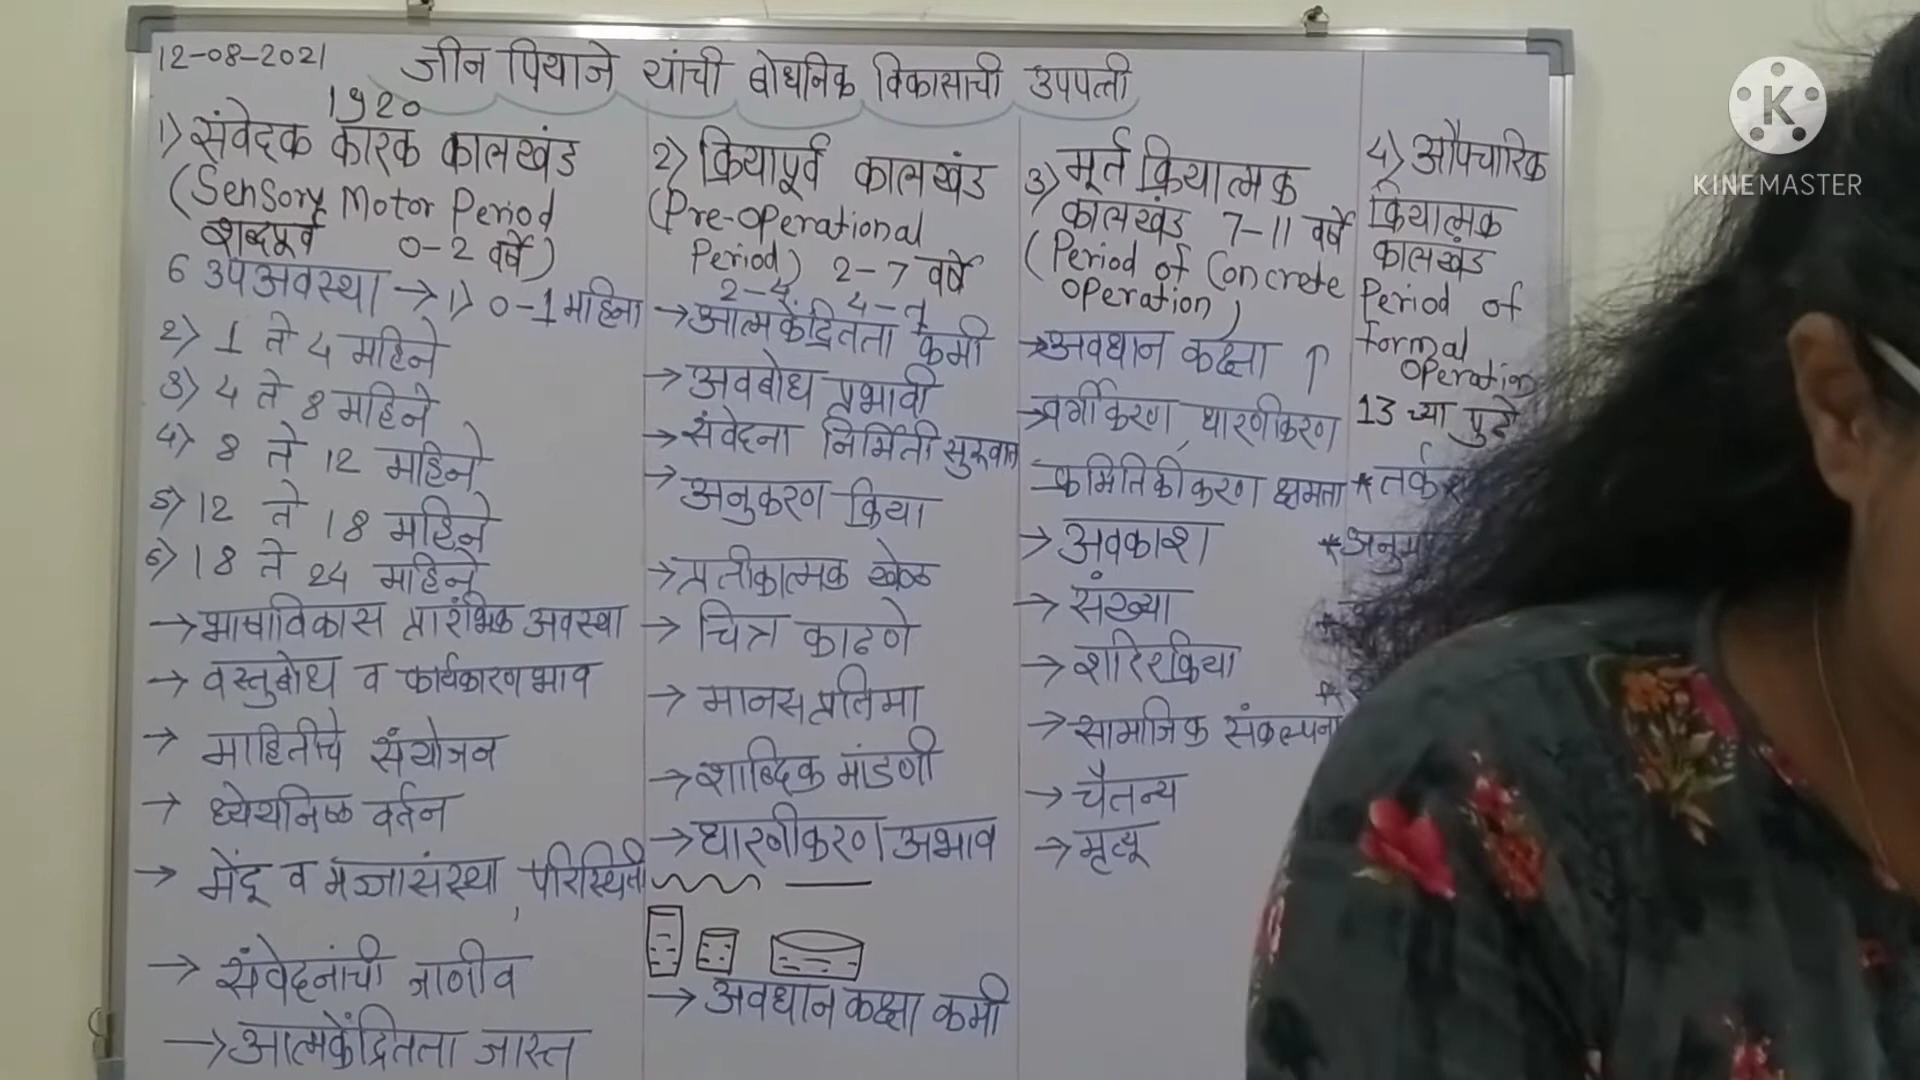 12-08-2021
जीन पियाजे यांची बोधनिक विकासाची उपपत्ती
1920
1) संवेदक कारक कालखंड
(Sensory Motor Period
शब्दपूर्व 0-2 वर्षे)
6 उपअवस्था → 1) 0-1 महिना
2) 1 ते 4 महिने
3) 4 ते 8 महिने
4) 8 ते 12 महिने
5) 12 ते 18 महिने
6) 18 ते 24 महिने
→ भाषाविकास प्रारंभिक अवस्था
→ वस्तुबोध व कार्यकारणभाव
→ माहितीचे संयोजन
→ ध्येयनिष्ठ वर्तन
→ मेंदू व मज्जासंस्था, परिस्थिती
→ संवेदनांची जाणीव
→ आत्मकेंद्रितता जास्त
2) क्रियापूर्व कालखंड
(Pre-Operational
Period) 2-7 वर्षे
2-4 4-7
→ आत्मकेंद्रितता कमी
→ अवबोध प्रभावी
→ संवेदना निर्मिती सुरुवात
→ अनुकरण क्रिया
→ प्रतीकात्मक खेळ
→ चित्र काढणे
→ मानसप्रतिमा
→ शाब्दिक मांडणी
→ धारणीकरण अभाव
→ अवधान कक्षा कमी
3) मूर्त क्रियात्मक
कालखंड 7-11 वर्षे
(Period of Concrete
Operation)
→ अवधान कक्षा ↑
→ वर्गीकरण, धारणीकरण
क्रमितिकीकरण क्षमता
→ अवकाश
→ संख्या
→ शरिरक्रिया
→ सामाजिक संकल्पना
→ चैतन्य
→ मृत्यू
4) औपचारिक
क्रियात्मक
कालखंड
Period of
formal
Operation
13 च्या पुढे
* तर्क
KINEMASTER